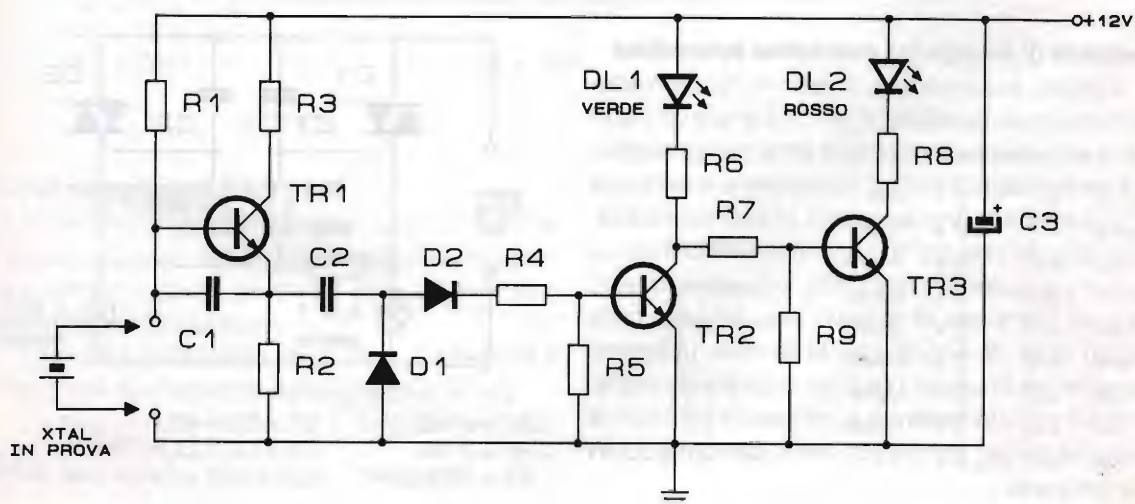 +12V
R1
R3
DL1
VERDE
DL2
ROSSO
R6
R8
TR1
R7
C3
C2
D2
R4
TR3
C1
TR2
R2
D1
R5
R9
XTAL
IN PROVA
+